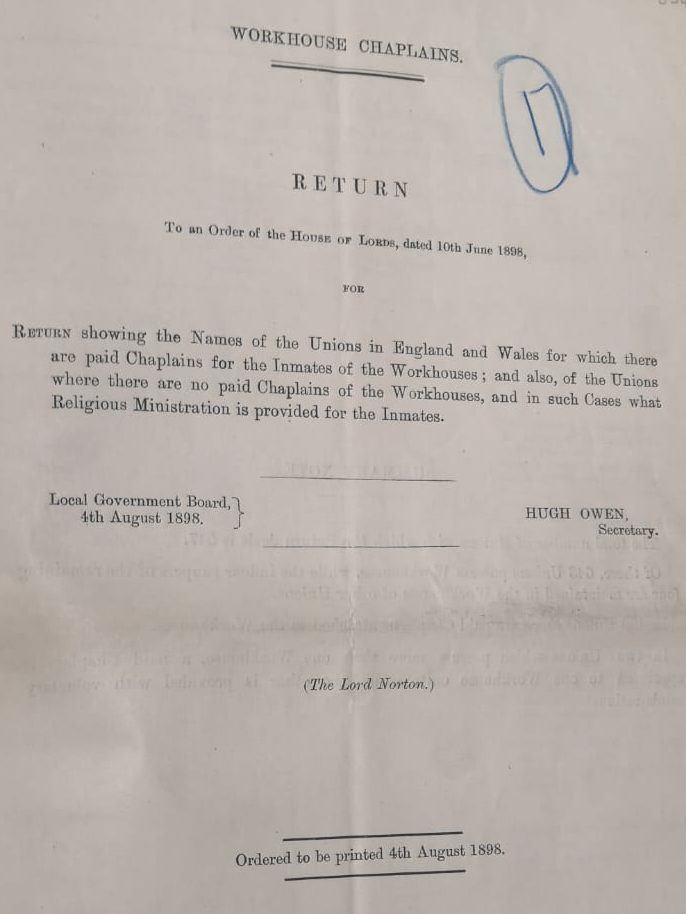 WORKHOUSE CHAPLAINS.
17
RETURN
To an Order of the HOUSE OF LORDS, dated 10th June 1898,
FOR
RETURN showing the Names of the Unions in England and Wales for which there
are paid Chaplains for the Inmates of the Workhouses; and also, of the Unions
where there are no paid Chaplains of the Workhouses, and in such Cases what
Religious Ministration is provided for the Inmates.
Local Government Board,
4th August 1898.
HUGH OWEN,
Secretary.
(The Lord Norton.)
Ordered to be printed 4th August 1898.